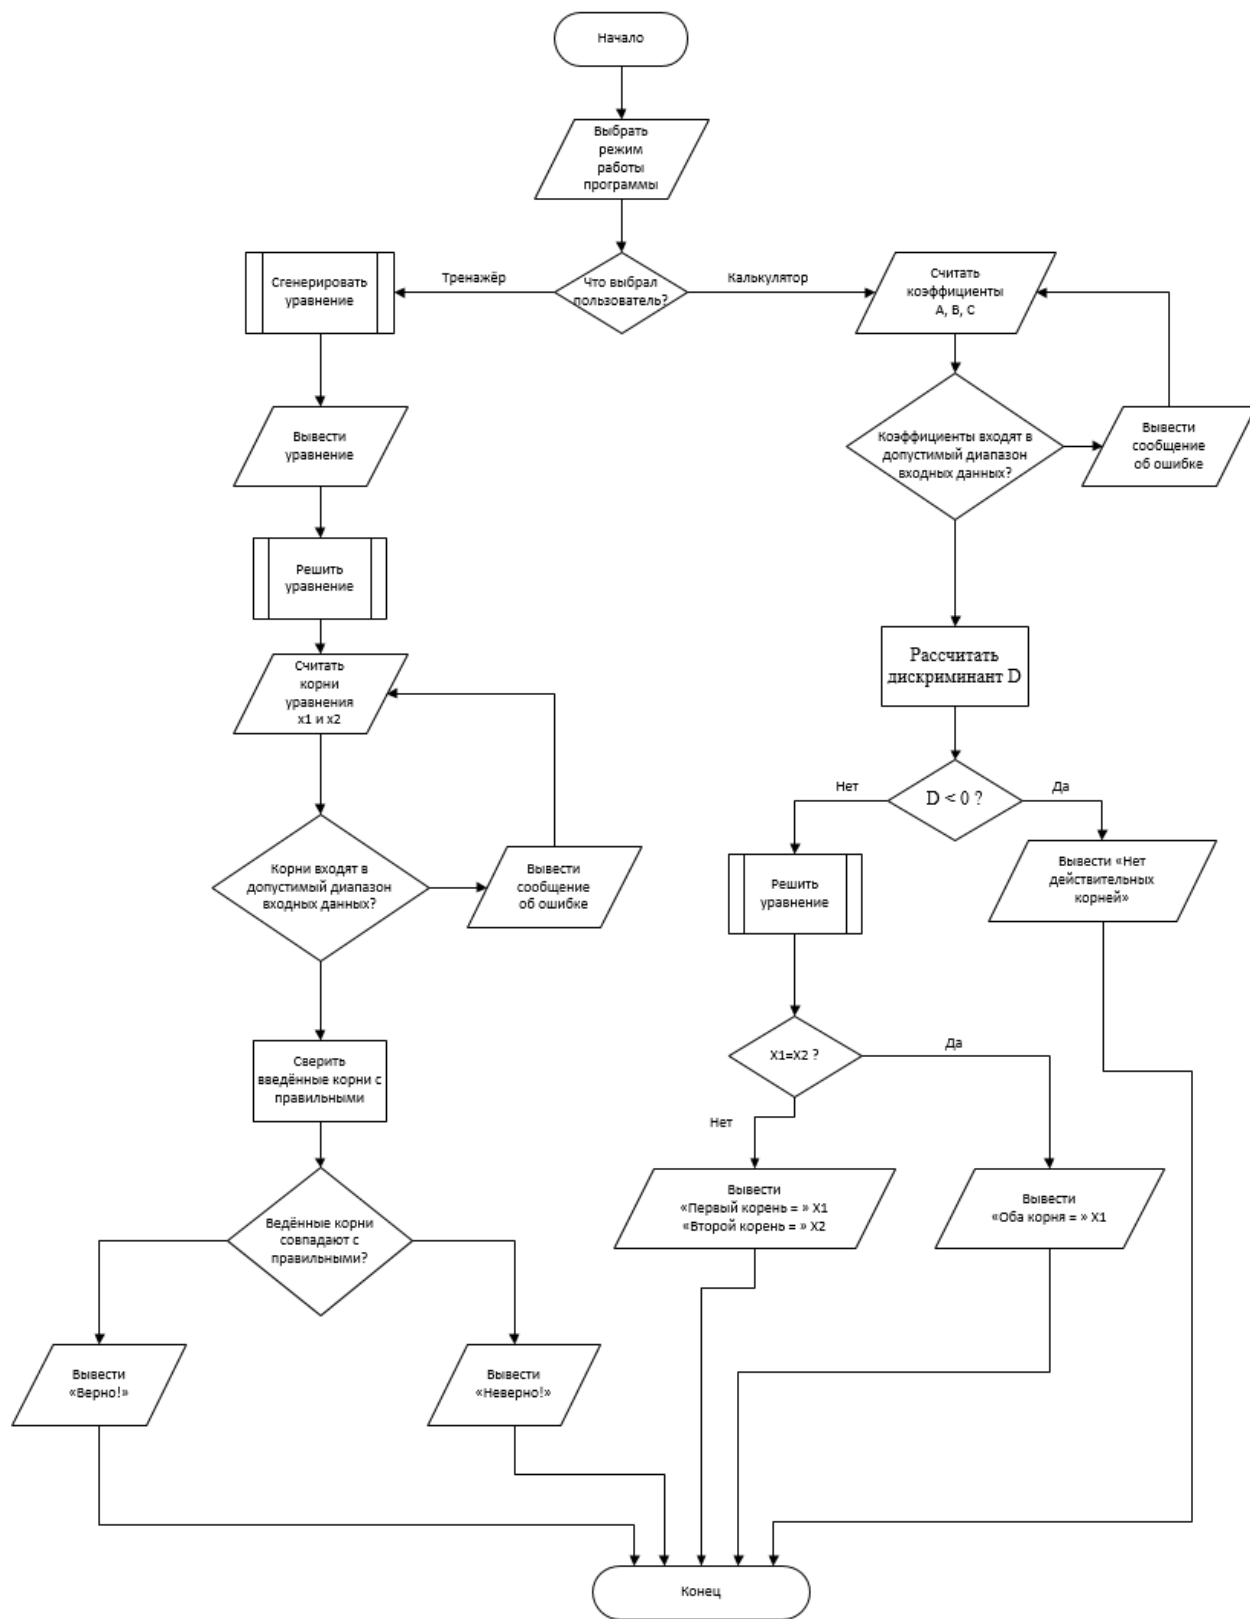 Начало
Выбрать
режим
работы
программы
Что выбрал
пользователь?
Тренажёр
Калькулятор
Сгенерировать
уравнение
Считать
коэффициенты
A, B, C
Вывести
уравнение
Коэффициенты входят в
допустимый диапазон
входных данных?
Вывести
сообщение
об ошибке
Решить
уравнение
Считать
корни
уравнения
x1 и x2
Рассчитать
дискриминант D
D < 0 ?
Нет
Да
Корни входят в
допустимый диапазон
входных данных?
Вывести
сообщение
об ошибке
Решить
уравнение
Вывести «Нет
действительных
корней»
Сверить
введённые корни с
правильными
X1=X2 ?
Да
Нет
Ведённые корни
совпадают с
правильными?
Вывести
«Первый корень = » X1
«Второй корень = » X2
Вывести
«Оба корня = » X1
Вывести
«Верно!»
Вывести
«Неверно!»
Конец